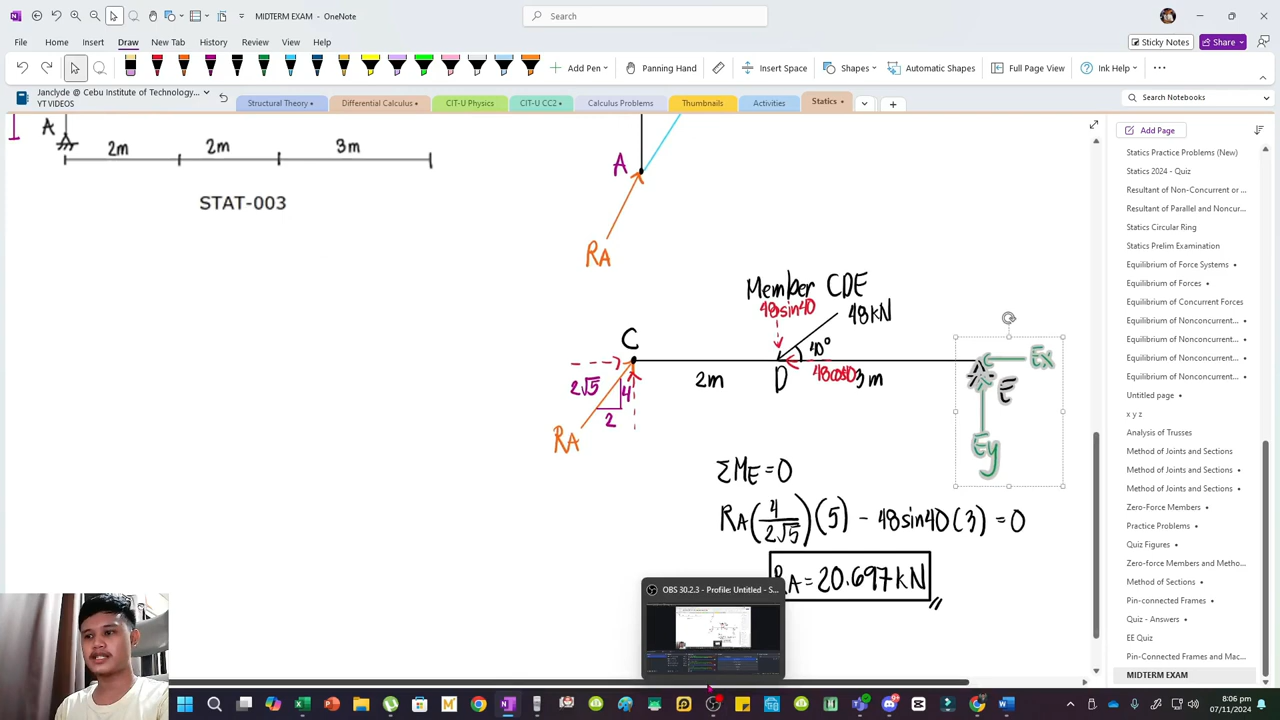 MIDTERM EXAM - OneNote
Search
File Home Insert Draw New Tab History Review View Help
Sticky Notes Share
Add Pen Panning Hand Insert Space Shapes Automatic Shapes Full Page View Ink Help
Janclyde @ Cebu Institute of Technology...
YT VIDEOS
Structural Theory Differential Calculus CIT-U Physics CIT-U CC2 Calculus Problems Thumbnails Activities Statics
Search Notebooks
Add Page
Statics Practice Problems (New)
Statics 2024 - Quiz
Resultant of Non-Concurrent or ...
Resultant of Parallel and Noncur...
Statics Circular Ring
Statics Prelim Examination
Equilibrium of Force Systems
Equilibrium of Forces
Equilibrium of Concurrent Forces
Equilibrium of Nonconcurrent...
Equilibrium of Nonconcurrent...
Equilibrium of Nonconcurrent...
Equilibrium of Nonconcurrent...
Untitled page
x y z
Analysis of Trusses
Method of Joints and Sections
Method of Joints and Sections
Method of Joints and Sections
Zero-Force Members
Practice Problems
Quiz Figures
Zero-force Members and Metho...
Method of Sections
Pin-connected Frames
Quiz - Answers
EE Quiz
Pin-Connected Frames and Mac...
MIDTERM EXAM
A
2m 2m 3m
STAT-003
A
RA
Member CDE
48sin40
48kN
C
40°
Ex
2√5
4
2m
D
48cos40
3m
E
2
RA
Ey
ΣME=0
RA(4/2√5)(5) - 48sin40(3) = 0
RA = 20.697kN
OBS 30.2.3 - Profile: Untitled - S...
8:06 pm
07/11/2024